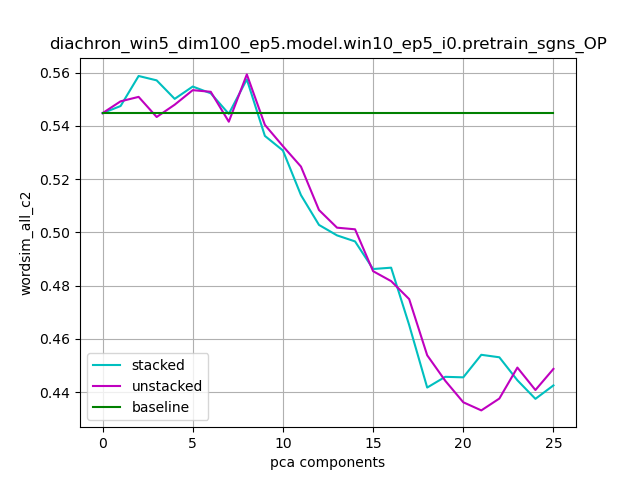 diachron_win5_dim100_ep5.model.win10_ep5_i0.pretrain_sgns_OP
0.56
0.54
0.52
0.50
0.48
0.46
0.44
wordsim_all_c2
stacked
unstacked
baseline
0
5
10
15
20
25
pca components